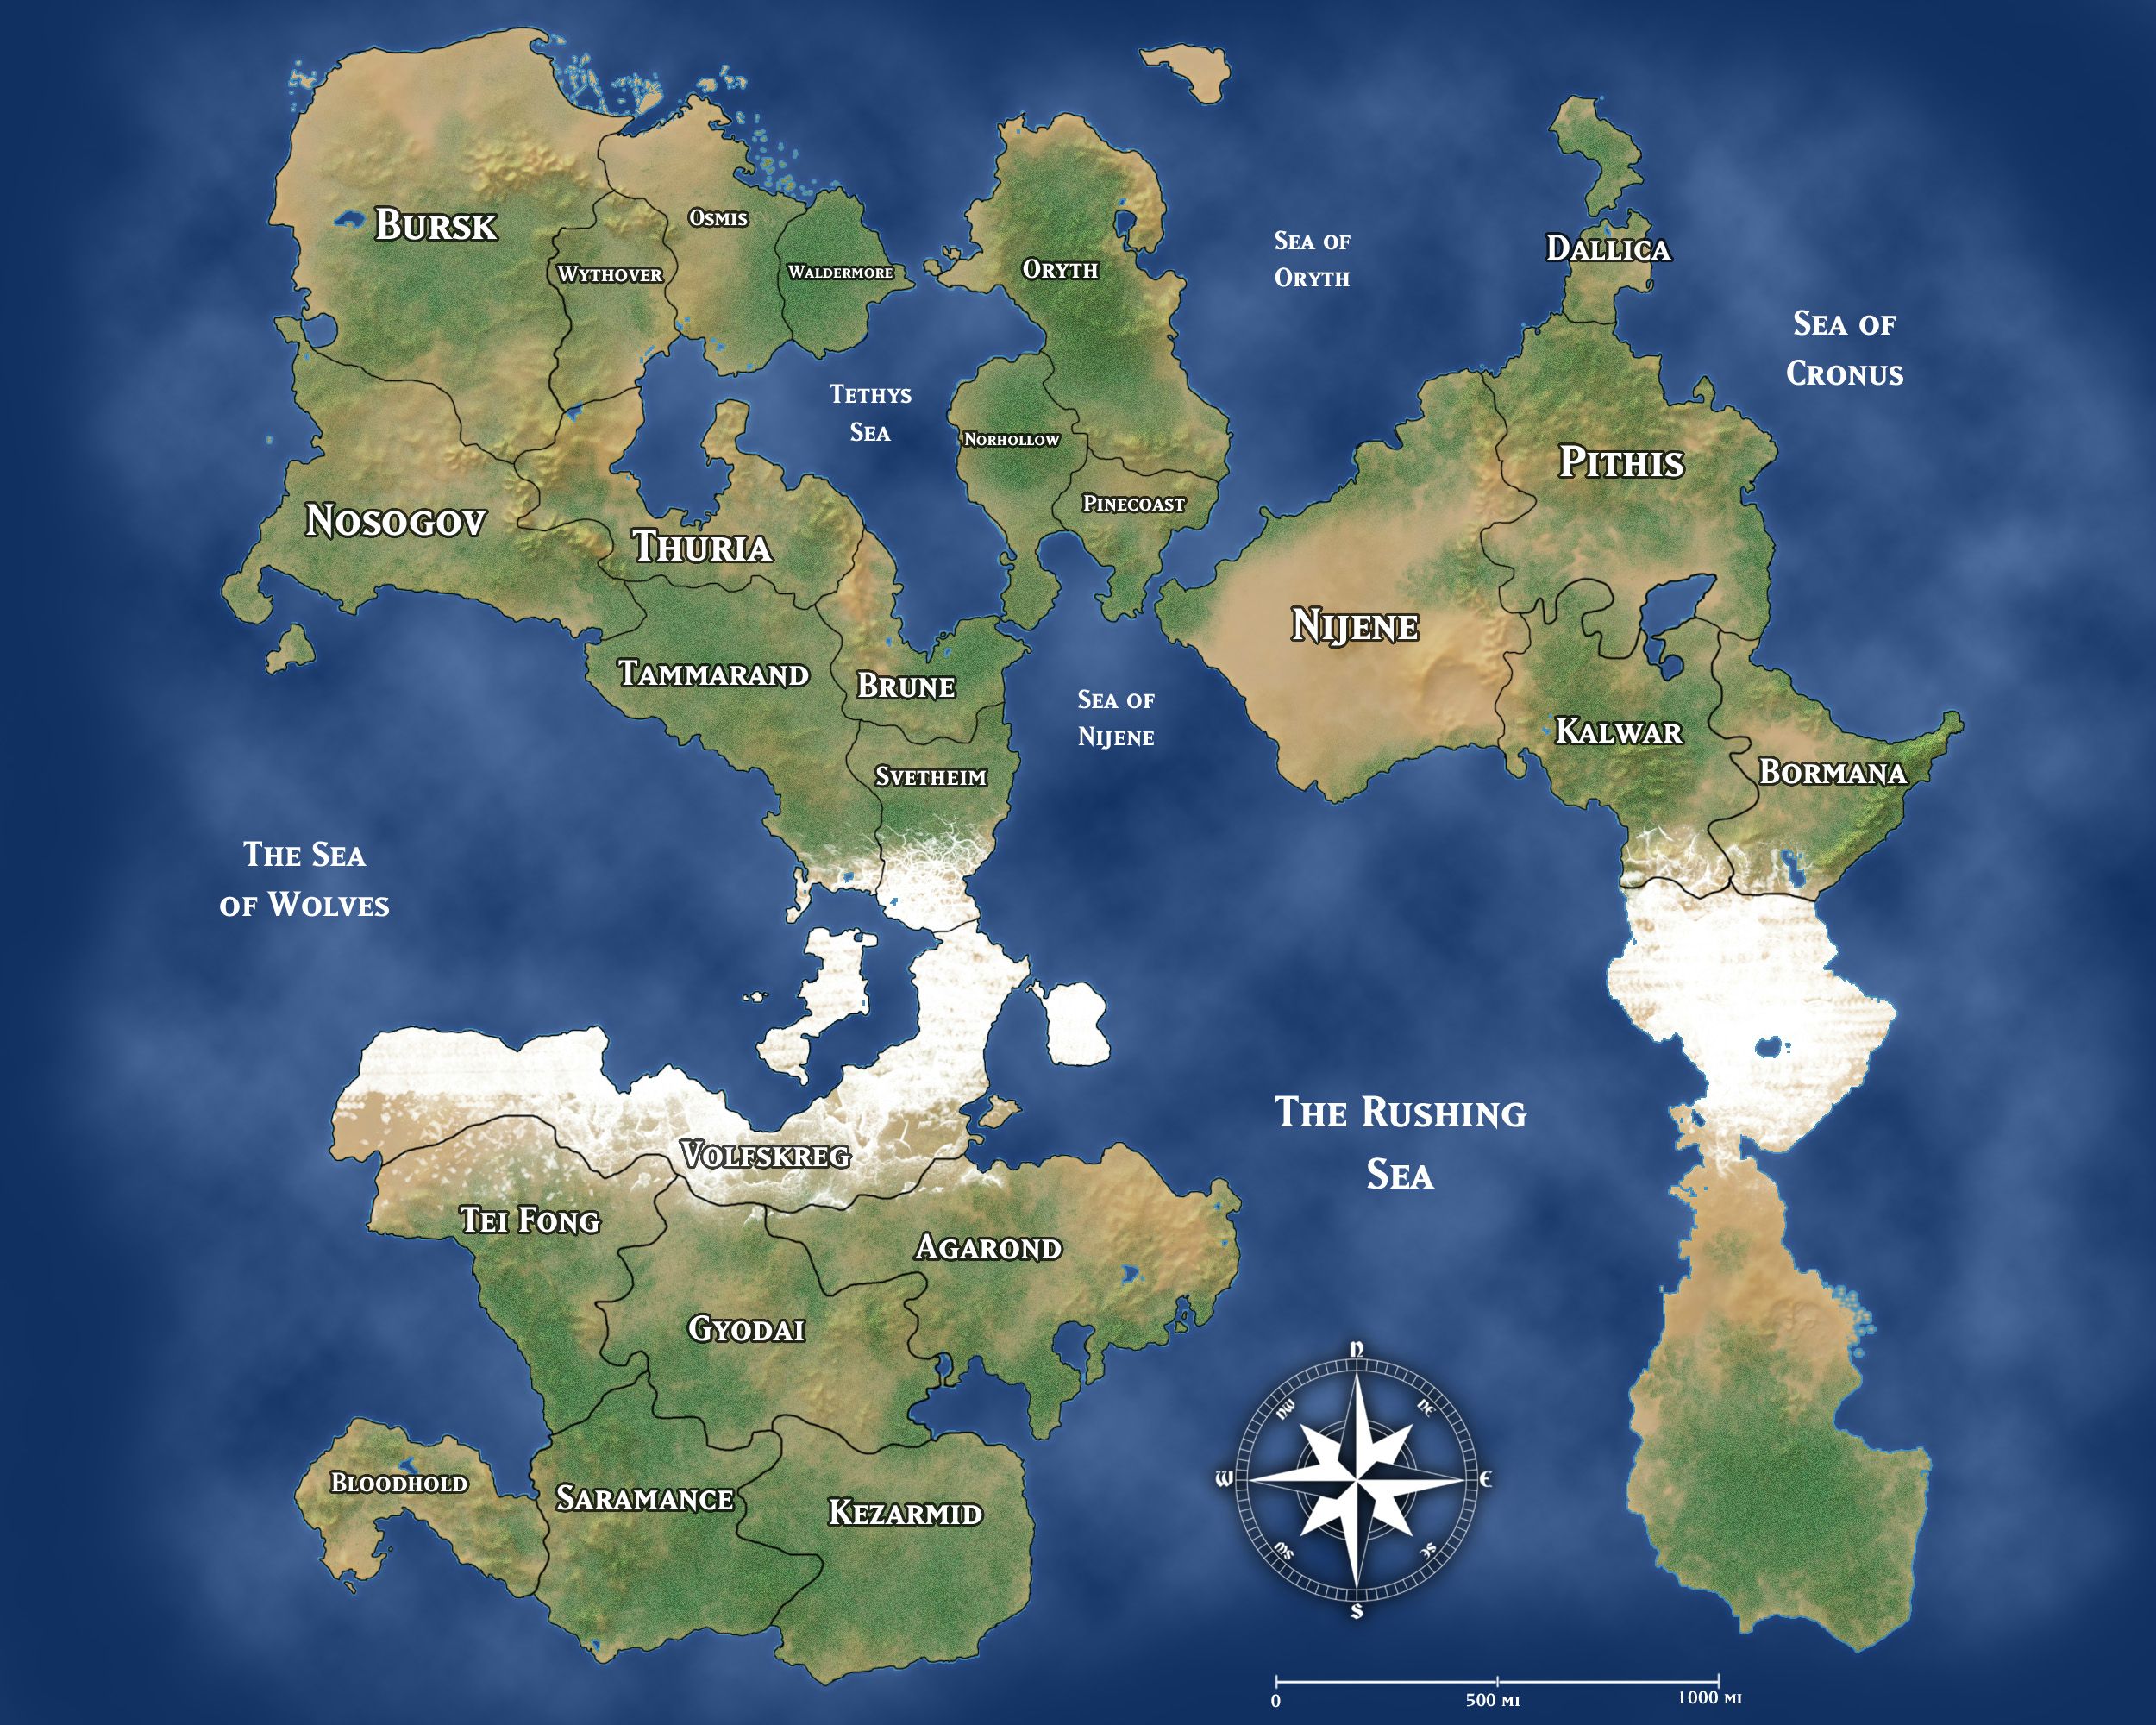 Bursk
Osmis
Wythover
Waldermore
Oryth
Sea of
Oryth
Dallica
Sea of
Cronus
Tethys
Sea
Norhollow
Pinecoast
Pithis
Nosogov
Thuria
Nijene
Tammarand
Brune
Sea of
Nijene
Kalwar
Svetheim
Bormana
The Sea
of Wolves
The Rushing
Sea
Volfskreg
Tei Fong
Agarond
Gyodai
Bloodhold
Saramance
Kezarmid
N
NW
NE
W
E
SW
SE
S
0
500 mi
1000 mi